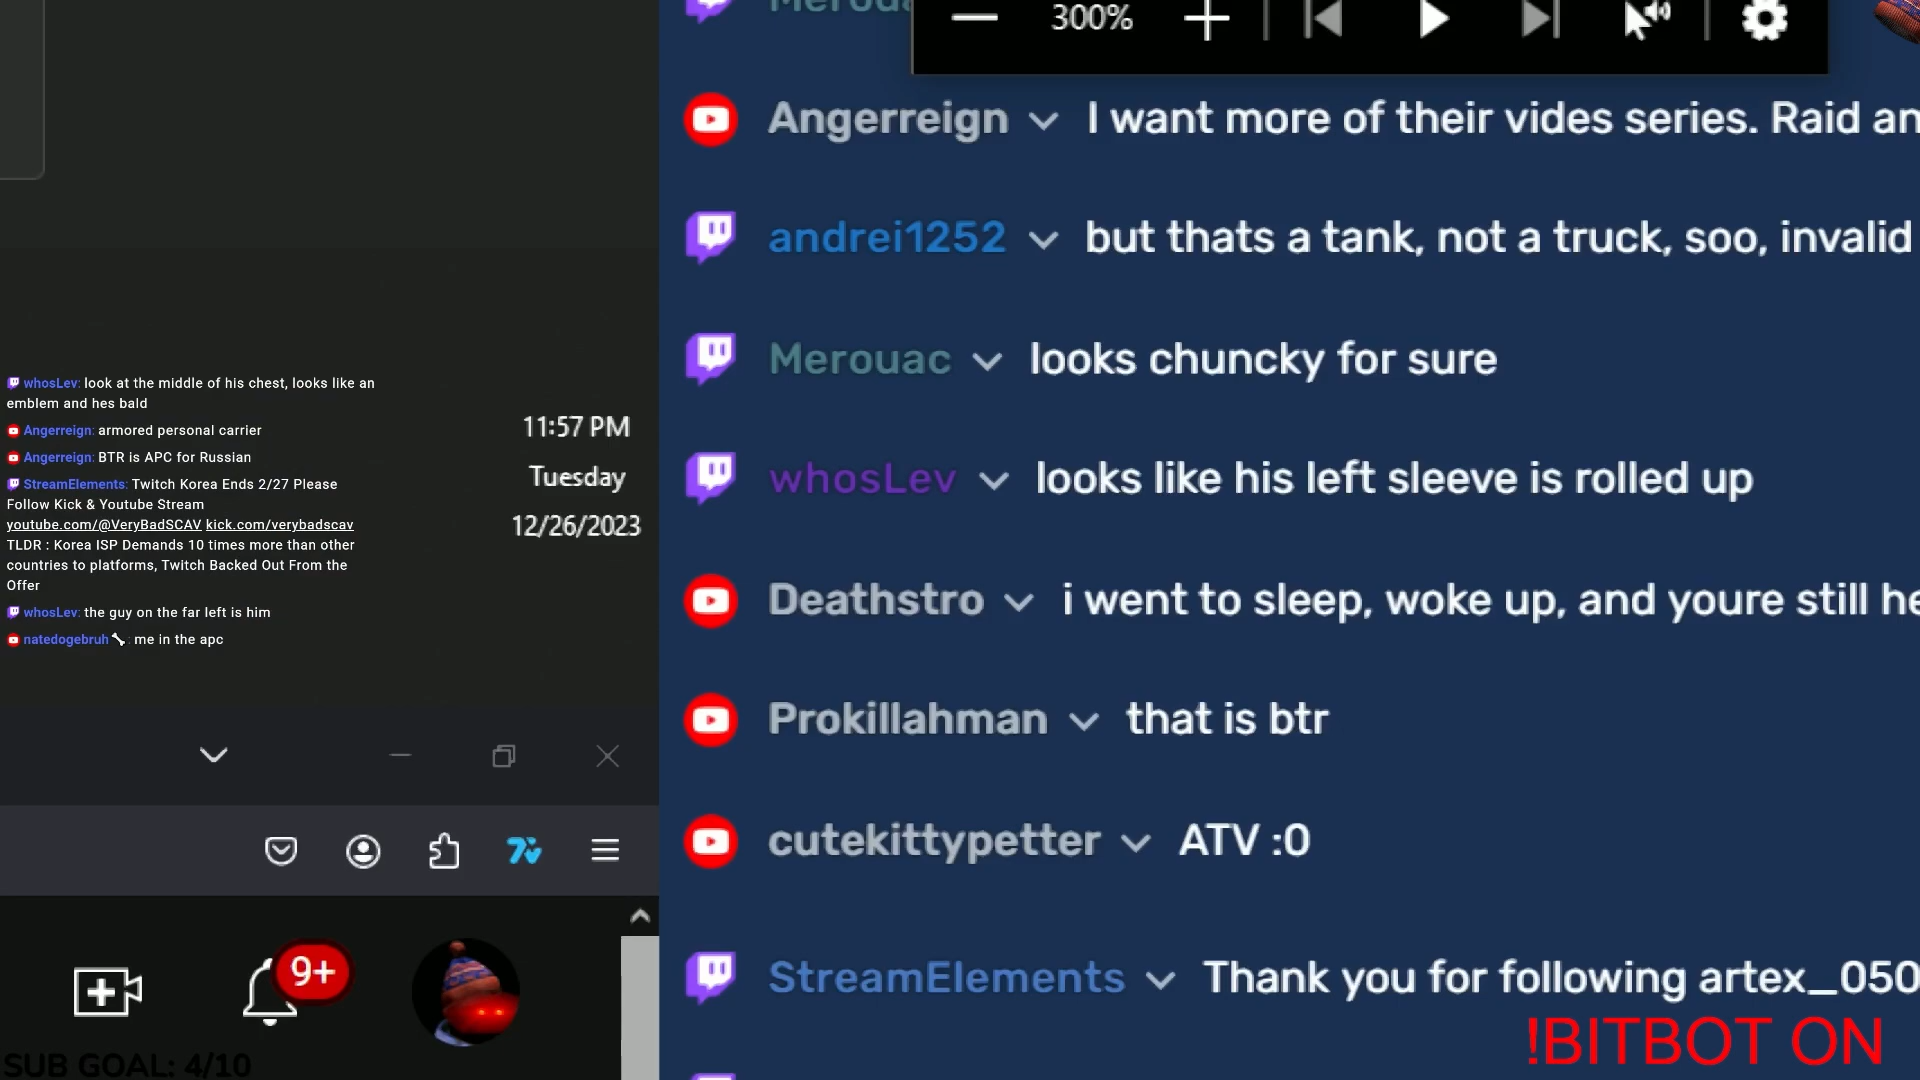 300%
Angerreign I want more of their vides series. Raid an
andrei1252 but thats a tank, not a truck, soo, invalid
Merouac looks chuncky for sure
whosLev looks like his left sleeve is rolled up
Deathstro i went to sleep, woke up, and youre still he
Prokillahman that is btr
cutekittypetter ATV :0
StreamElements Thank you for following artex_050
!BITBOT ON
whosLev: look at the middle of his chest, looks like an
emblem and hes bald
Angerreign: armored personal carrier
Angerreign: BTR is APC for Russian
StreamElements: Twitch Korea Ends 2/27 Please
Follow Kick & Youtube Stream
youtube.com/@VeryBadSCAV kick.com/verybadscav
TLDR : Korea ISP Demands 10 times more than other
countries to platforms, Twitch Backed Out From the
Offer
whosLev: the guy on the far left is him
natedogebruh: me in the apc
11:57 PM
Tuesday
12/26/2023
9+
SUB GOAL: 4/10